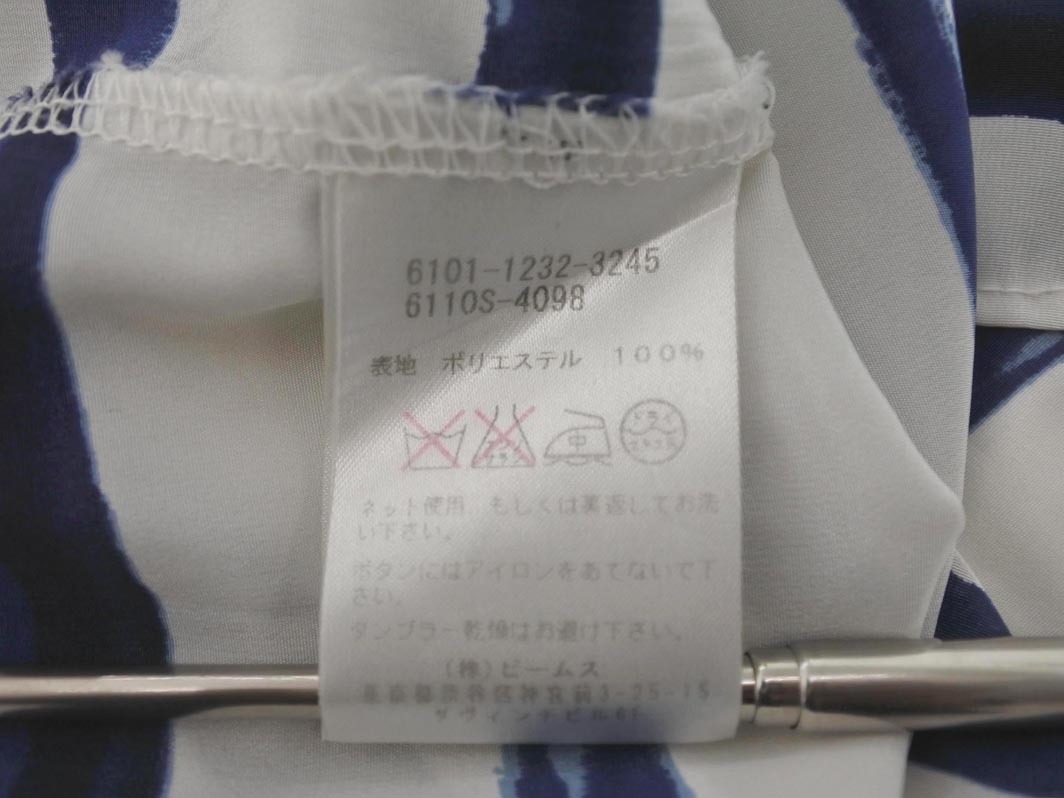 6101-1232-3245
6110S-4098
表地 ポリエステル 100%
中
ネット使用 もしくは裏返してお洗
い下さい。
ボタンにはアイロンをあてないで下
さい。
タンブラー乾燥はお避け下さい。
(株)ビームス
東京都渋谷区神宮前3-25-15